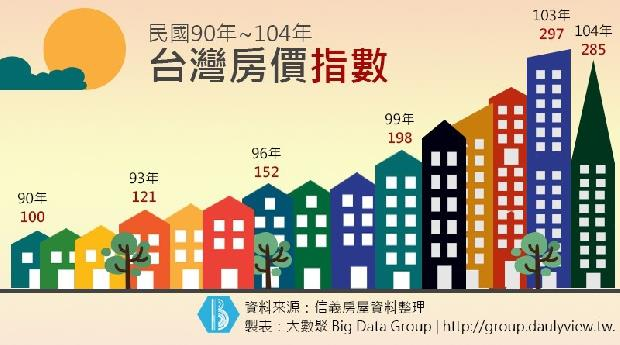 民國90年~104年
台灣房價指數
90年
100
93年
121
96年
152
99年
198
103年
297
104年
285
資料來源：信義房屋資料整理
製表：大數聚 Big Data Group | http://group.daulyview.tw.